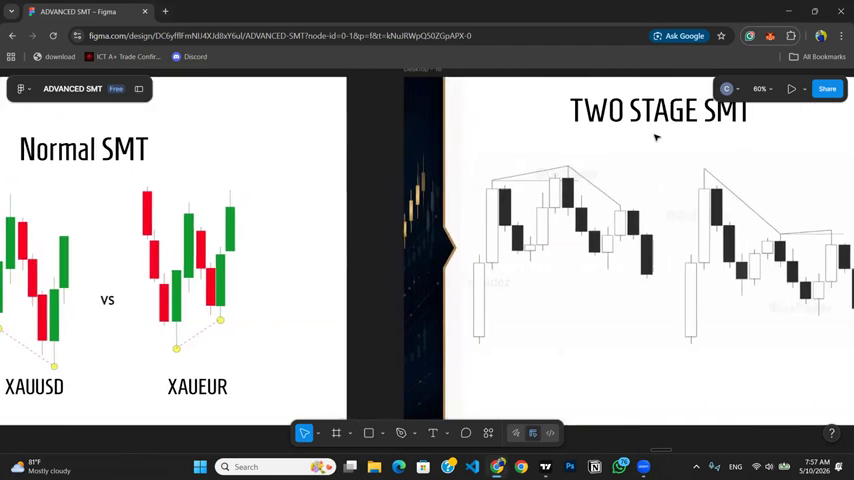 ADVANCED SMT – Figma
figma.com/design/DC6yfflFmNIJ4XJd8xY6ul/ADVANCED-SMT?node-id=0-1&p=f&t=kNuJRWpQ50ZGpAPX-0
Ask Google
download
ICT A+ Trade Confir...
Discord
All Bookmarks
ADVANCED SMT
Free
C
60%
Share
TWO STAGE SMT
Normal SMT
vs
XAUUSD
XAUEUR
81°F
Mostly cloudy
Search
76
ENG
7:57 AM
5/10/2026